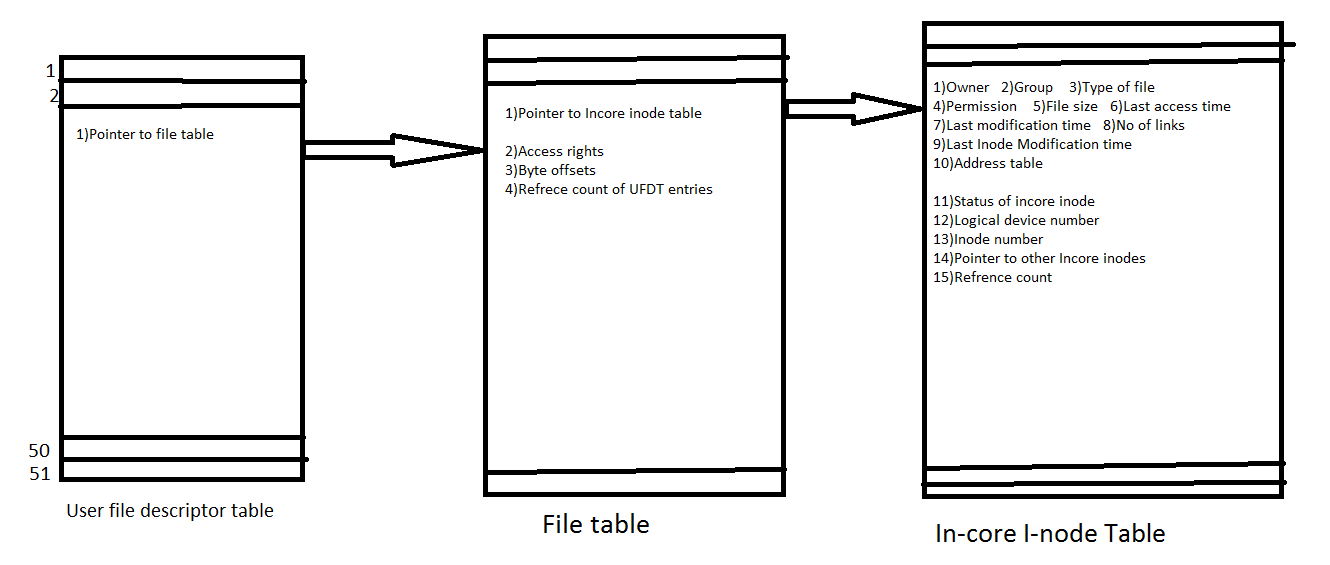 1
2
1)Pointer to file table
50
51
User file descriptor table
1)Pointer to Incore inode table
2)Access rights
3)Byte offsets
4)Refrece count of UFDT entries
File table
1)Owner 2)Group 3)Type of file
4)Permission 5)File size 6)Last access time
7)Last modification time 8)No of links
9)Last Inode Modification time
10)Address table
11)Status of incore inode
12)Logical device number
13)Inode number
14)Pointer to other Incore inodes
15)Refrence count
In-core I-node Table